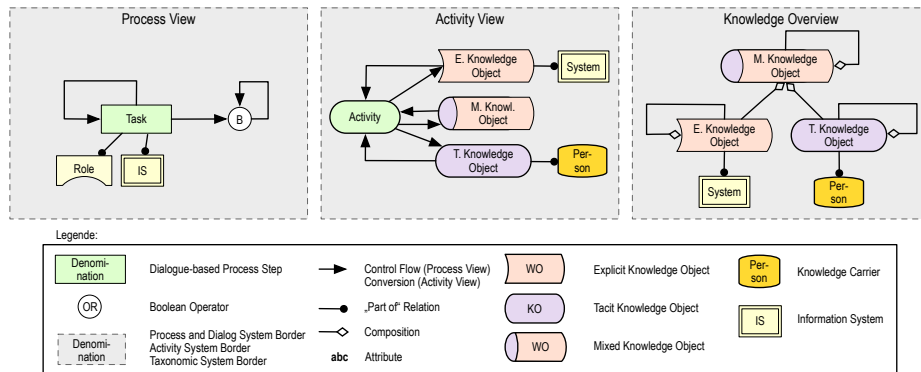 Process View
Task
B
Role
IS
Activity View
E. Knowledge
Object
System
Activity
M. Knowl.
Object
T. Knowledge
Object
Per-
son
Knowledge Overview
M. Knowledge
Object
E. Knowledge
Object
T. Knowledge
Object
System
Per-
son
Legende:
Denomi-
nation
Dialogue-based Process Step
OR
Boolean Operator
Denomi-
nation
Process and Dialog System Border
Activity System Border
Taxonomic System Border
Control Flow (Process View)
Conversion (Activity View)
„Part of“ Relation
Composition
abc
Attribute
WO
Explicit Knowledge Object
KO
Tacit Knowledge Object
WO
Mixed Knowledge Object
Per-
son
Knowledge Carrier
IS
Information System